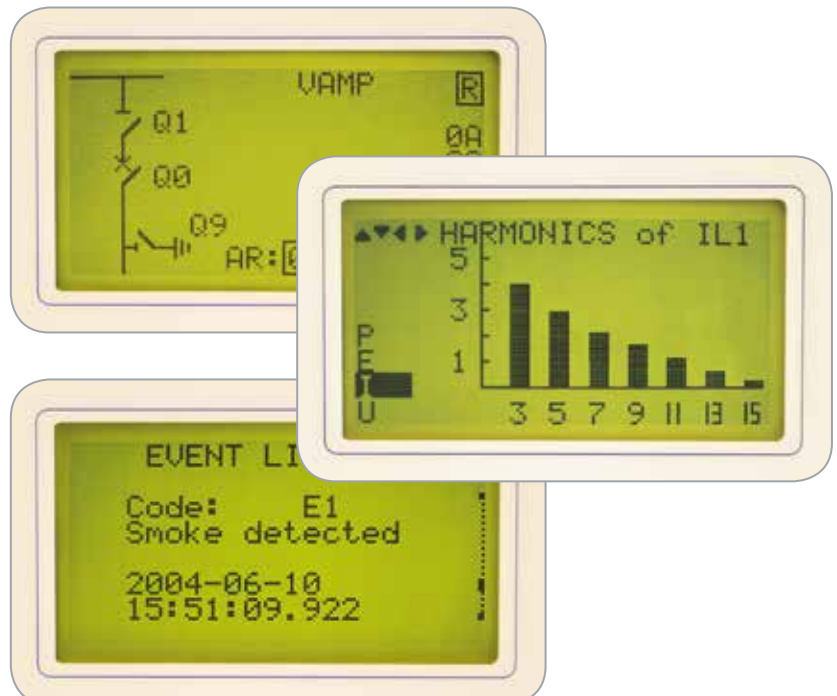 VAMP R
Q1
0A
Q0
Q9
AR:
HARMONICS of IL1
5
3
1
P
E
I
U
3 5 7 9 11 13 15
EVENT
Code: E1
Smoke detected
2004-06-10
15:51:09.922